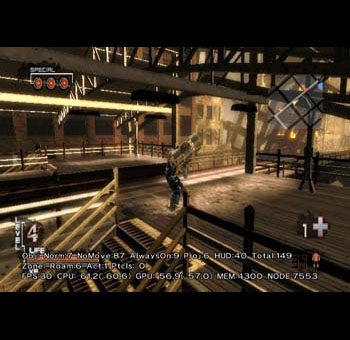 SPECIAL
LEVEL
4
LIFE
1
Obj: Norm:7 NoMove:87 AlwaysOn:9 Proj:6 HUD:40 Total:149
Zone: Roam:6 Act:1 Ptcls: 0
FPS:30 CPU: 61.2( 60.6) GPU: 56.9( 57.0) MEM:4300 NODE:7553